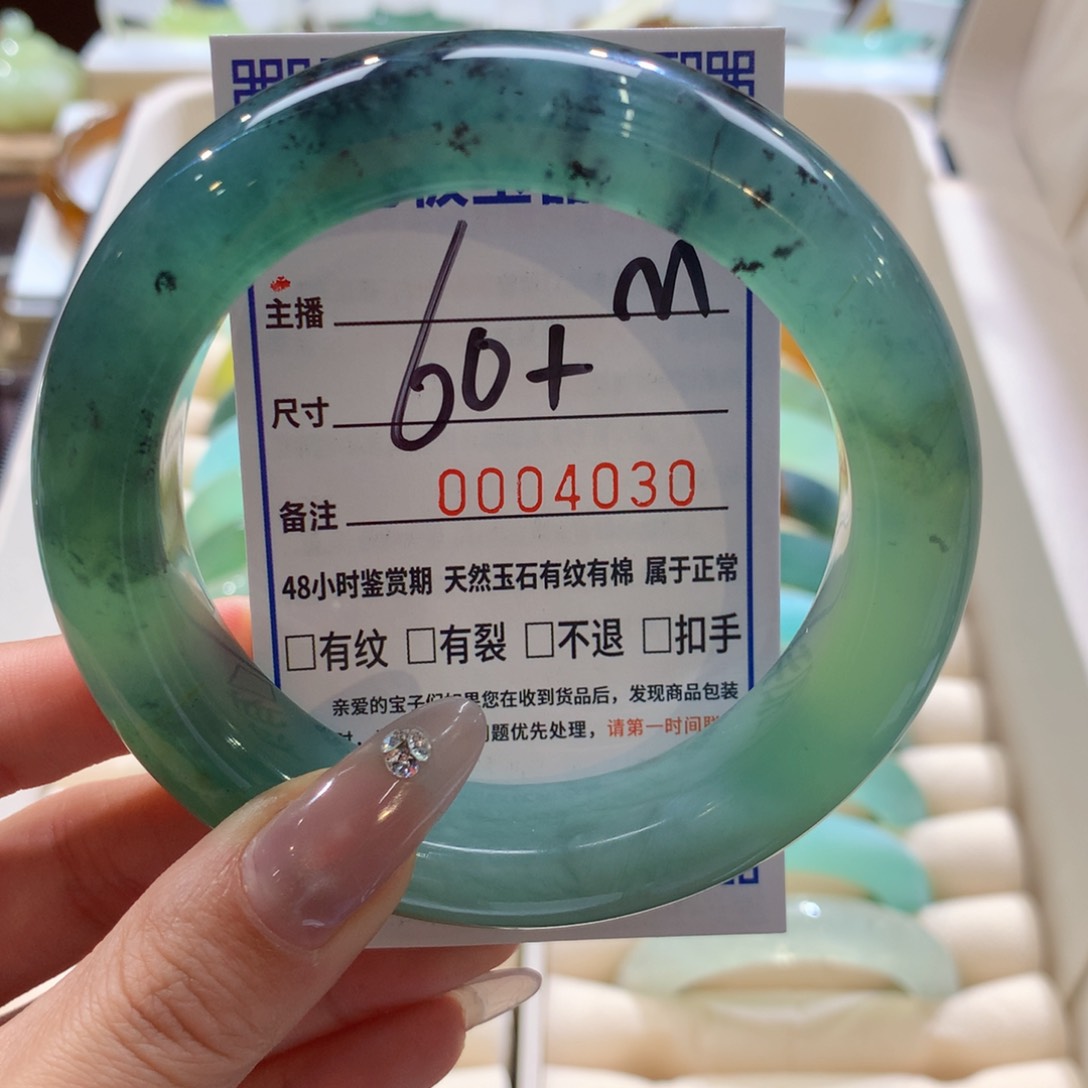 主播 m
尺寸 60+
备注 0004030
48小时鉴赏期 天然玉石有纹有棉 属于正常
□有纹 □有裂 □不退 □扣手
亲爱的宝子们如果您在收到货品后，发现商品包装
题优先处理，请第一时间联